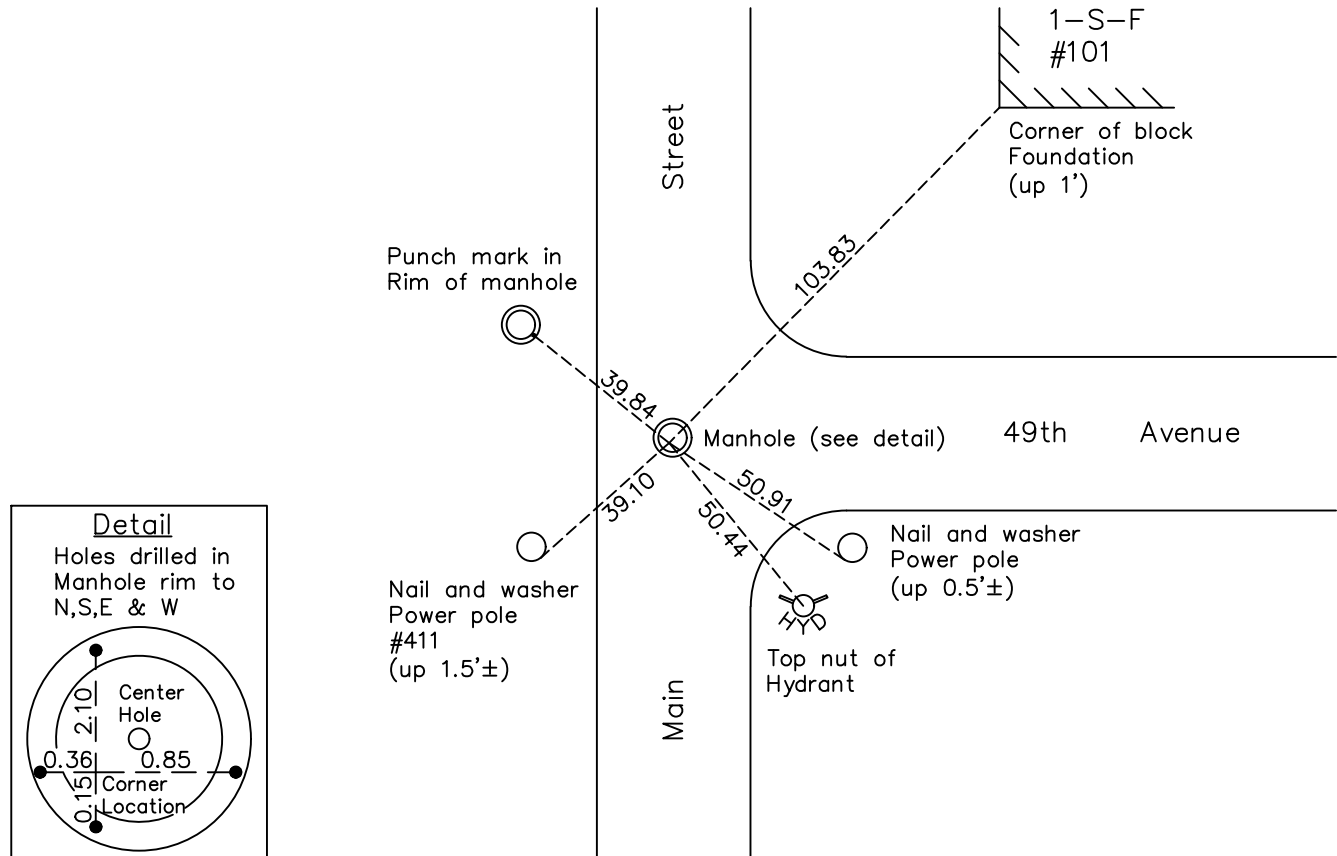 1-S-F
#101
Corner of block
Foundation
(up 1')
Street
103.83
Punch mark in
Rim of manhole
39.84
Manhole (see detail)
49th Avenue
39.10
50.91
50.44
Nail and washer
Power pole
(up 0.5'±)
Nail and washer
Power pole
#411
(up 1.5'±)
HYD
Top nut of
Hydrant
Main
Detail
Holes drilled in
Manhole rim to
N,S,E & W
Center
Hole
2.10
0.36
0.85
0.15
Corner
Location